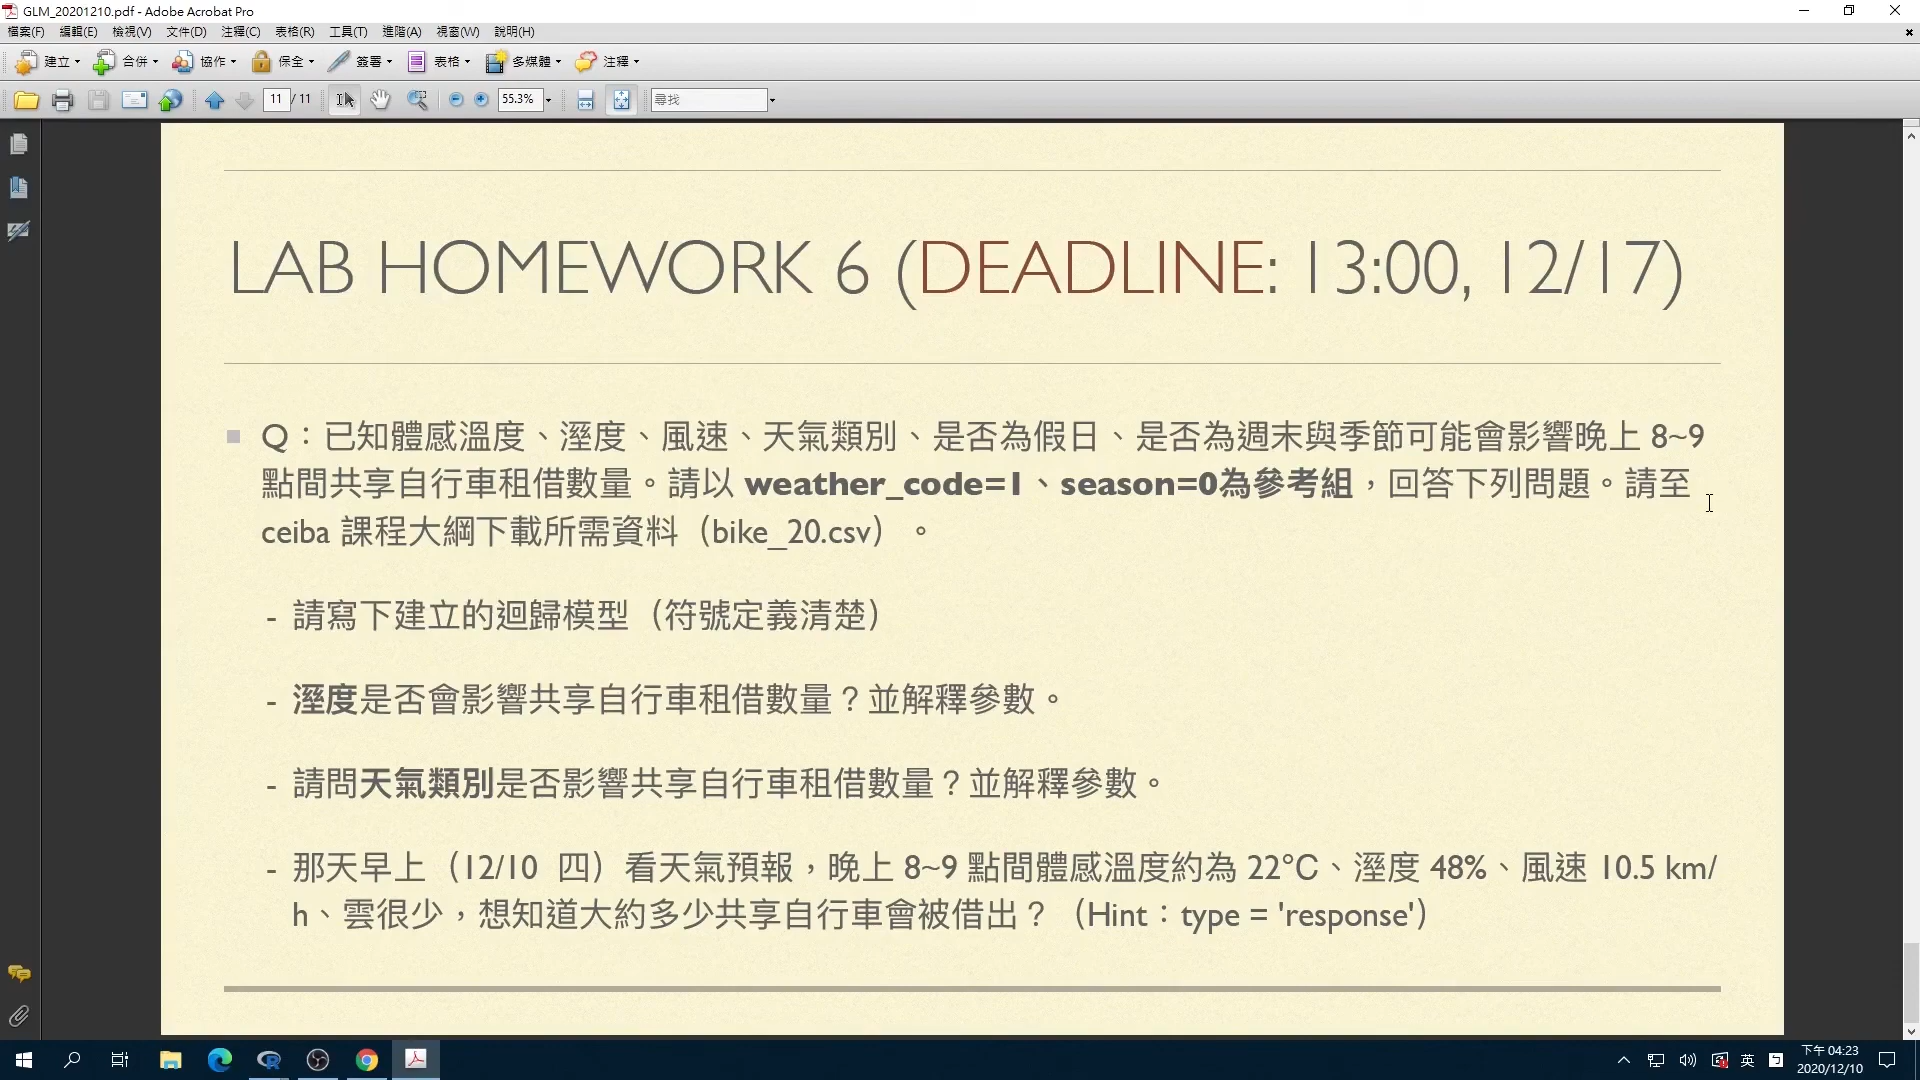 GLM_20201210.pdf - Adobe Acrobat Pro
檔案(F) 編輯(E) 檢視(V) 文件(D) 注釋(C) 表格(R) 工具(T) 進階(A) 視窗(W) 說明(H)
建立 合併 協作 保全 簽署 表格 多媒體 注釋
11 / 11 55.3% 尋找
LAB HOMEWORK 6 (DEADLINE: 13:00, 12/17)
Q：已知體感溫度、溼度、風速、天氣類別、是否為假日、是否為週末與季節可能會影響晚上 8~9
點間共享自行車租借數量。請以 weather_code=1、season=0為參考組，回答下列問題。請至
ceiba 課程大綱下載所需資料（bike_20.csv）。
- 請寫下建立的迴歸模型（符號定義清楚）
- 溼度是否會影響共享自行車租借數量？並解釋參數。
- 請問天氣類別是否影響共享自行車租借數量？並解釋參數。
- 那天早上（12/10 四）看天氣預報，晚上 8~9 點間體感溫度約為 22°C、溼度 48%、風速 10.5 km/
h、雲很少，想知道大約多少共享自行車會被借出？（Hint：type = 'response'）
英
下午 04:23
2020/12/10